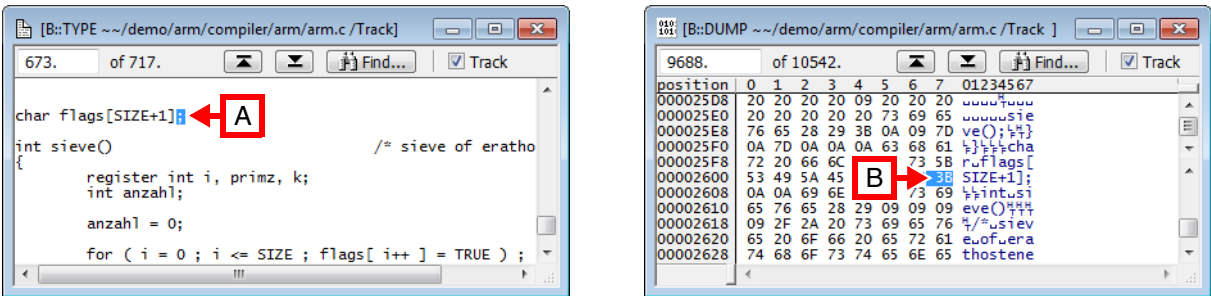 [B::TYPE ~~/demo/arm/compiler/arm/arm.c /Track]
673. of 717. Find... Track
char flags[SIZE+1]; A
int sieve() /* sieve of eratho
{
register int i, primz, k;
int anzahl;
anzahl = 0;
for ( i = 0 ; i <= SIZE ; flags[ i++ ] = TRUE ) ;
[B::DUMP ~~/demo/arm/compiler/arm/arm.c /Track ]
9688. of 10542. Find... Track
position 0 1 2 3 4 5 6 7 01234567
000025D8 20 20 20 20 09 20 20 20 ␣␣␣␣␉␣␣␣
000025E0 20 20 20 20 20 73 69 65 ␣␣␣␣␣sie
000025E8 76 65 28 29 3B 0A 09 7D ve();␊␉}
000025F0 0A 7D 0A 0A 0A 63 68 61 ␊}␊␊␊cha
000025F8 72 20 66 6C 73 5B r␣flags[
00002600 53 49 5A 45 B 3B SIZE+1];
00002608 0A 0A 69 6E 73 69 ␊␊int␣si
00002610 65 76 65 28 29 09 09 09 eve()␉␉␉
00002618 09 2F 2A 20 73 69 65 76 ␉/*␣siev
00002620 65 20 6F 66 20 65 72 61 e␣of␣era
00002628 74 68 6F 73 74 65 6E 65 thostene